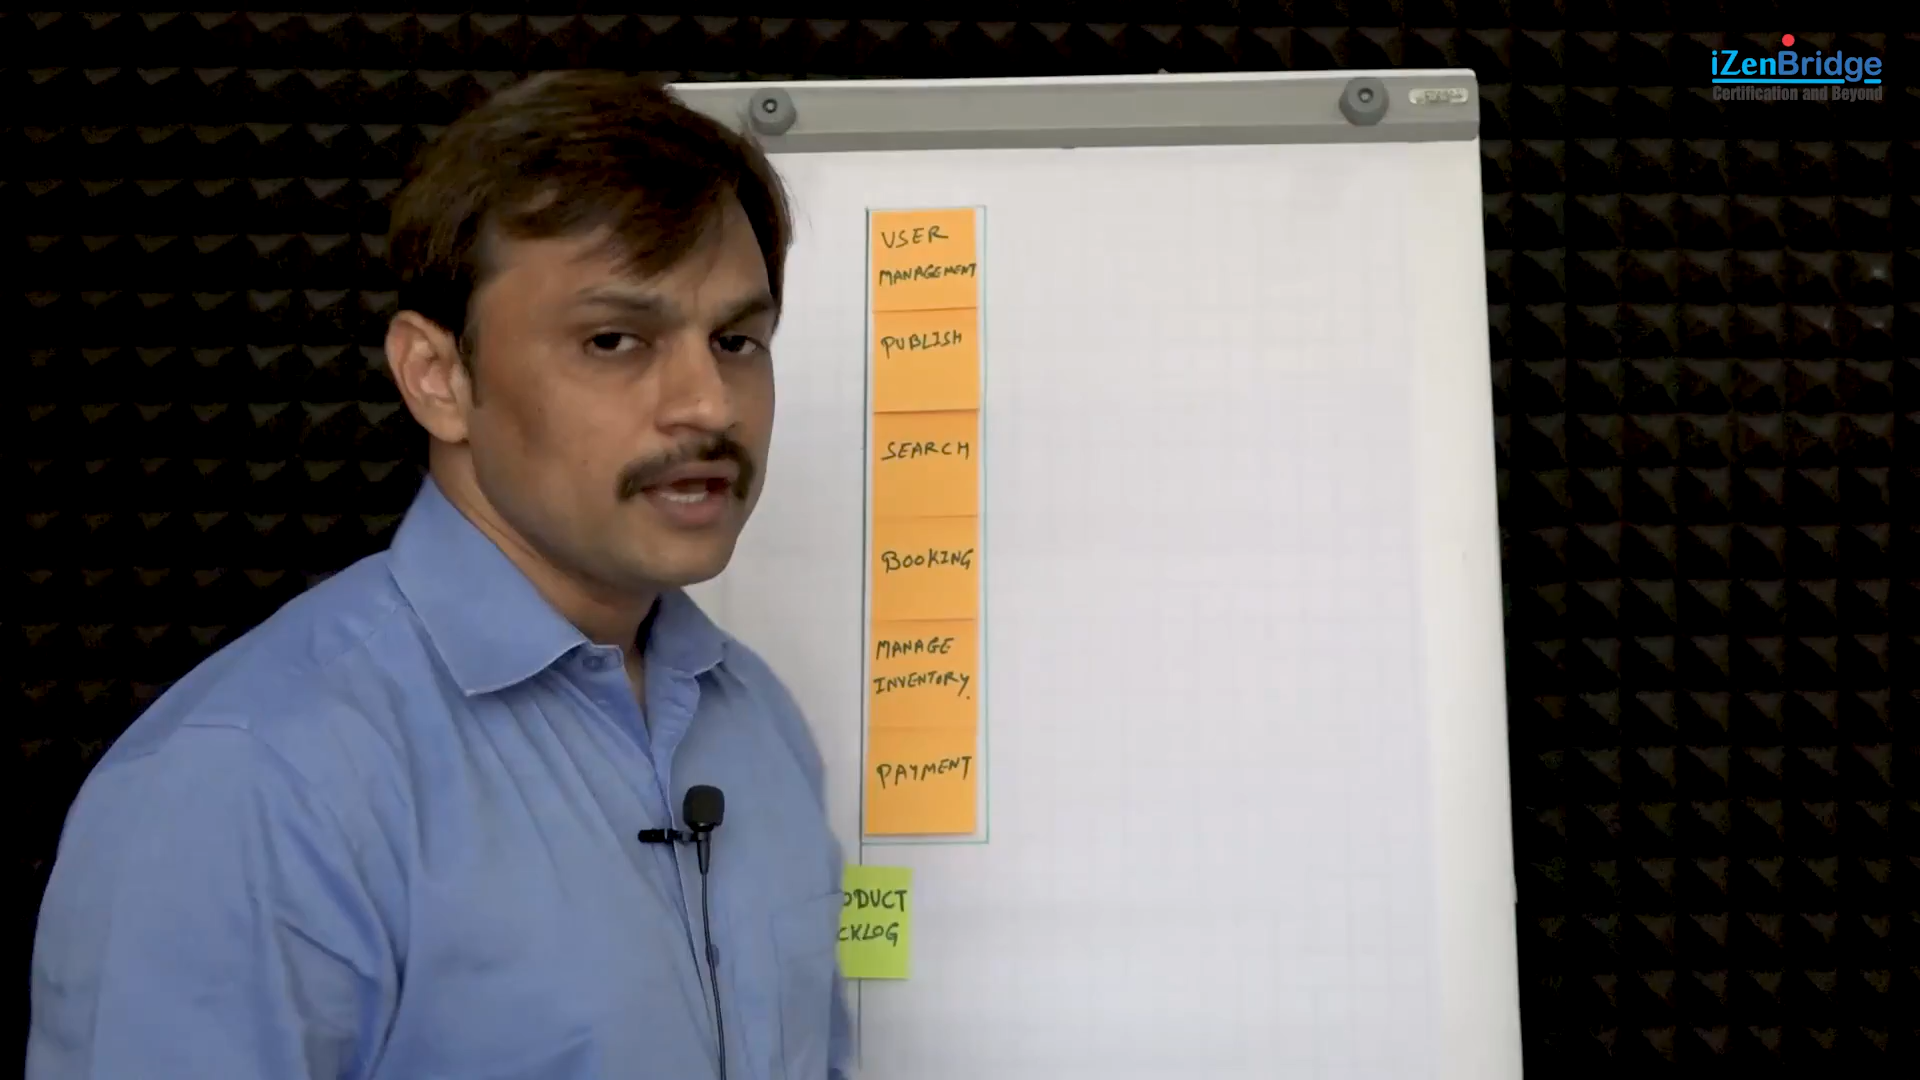 iZenBridge
Certification and Beyond
USER
MANAGEMENT
PUBLISH
SEARCH
BOOKING
MANAGE
INVENTORY.
PAYMENT
ODUCT
CKLOG